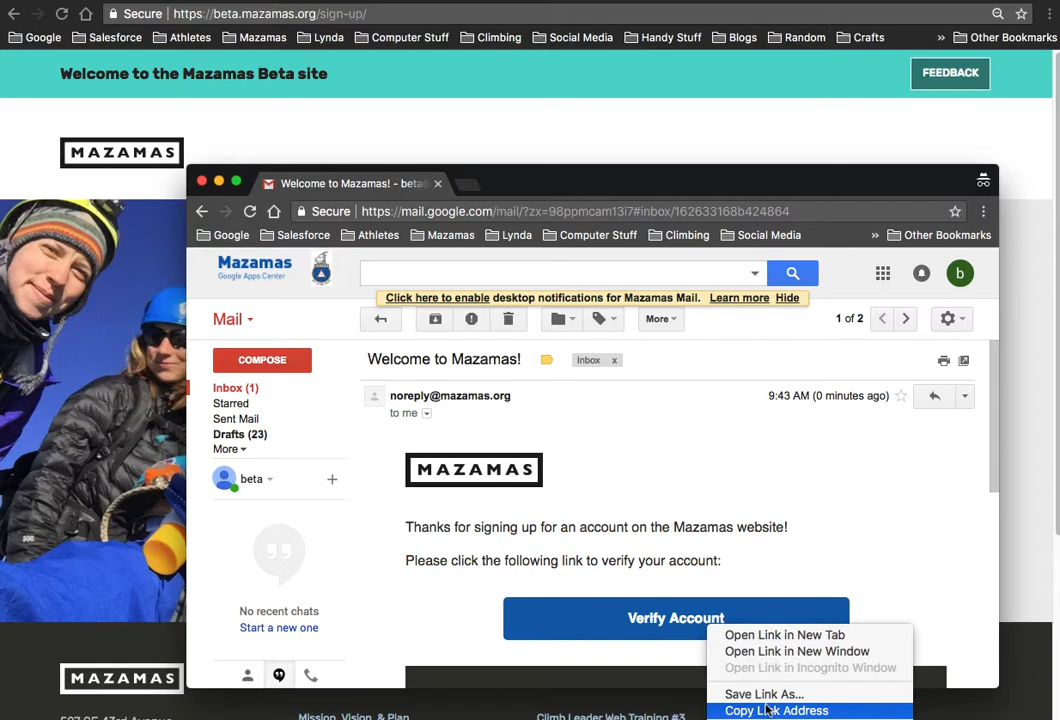 Secure | https://beta.mazamas.org/sign-up/
Google Salesforce Athletes Mazamas Lynda Computer Stuff Climbing Social Media Handy Stuff Blogs Random Crafts » Other Bookmarks
Welcome to the Mazamas Beta site
FEEDBACK
MAZAMAS
Welcome to Mazamas! - beta@
Secure | https://mail.google.com/mail/?zx=98ppmcam13i7#inbox/162633168b424864
Google Salesforce Athletes Mazamas Lynda Computer Stuff Climbing Social Media » Other Bookmarks
Mazamas
Google Apps Center
b
Click here to enable desktop notifications for Mazamas Mail. Learn more Hide
Mail
More
1 of 2
COMPOSE
Welcome to Mazamas!
Inbox x
Inbox (1)
Starred
Sent Mail
Drafts (23)
More
noreply@mazamas.org
9:43 AM (0 minutes ago)
to me
beta
MAZAMAS
Thanks for signing up for an account on the Mazamas website!
Please click the following link to verify your account:
No recent chats
Start a new one
Verify Account
Open Link in New Tab
Open Link in New Window
Open Link in Incognito Window
Save Link As...
Copy Link Address
MAZAMAS
Mission, Vision, & Plan
Climb Leader Web Training #3